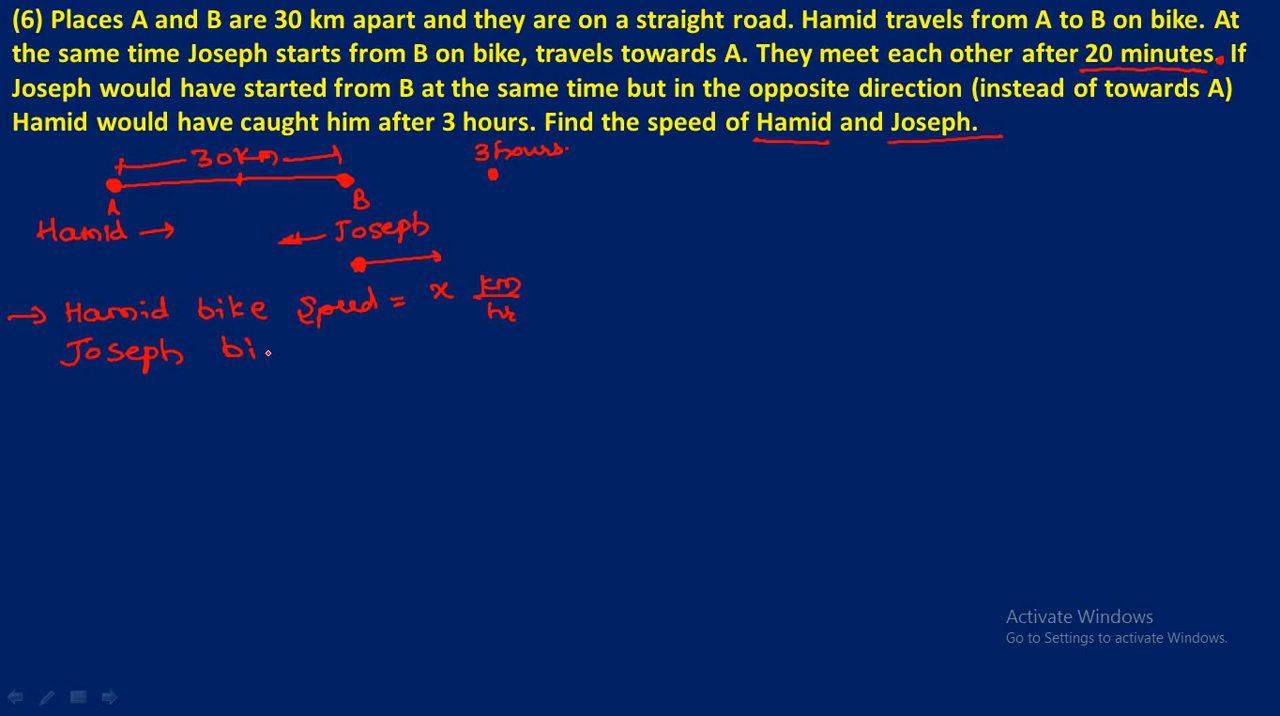 (6) Places A and B are 30 km apart and they are on a straight road. Hamid travels from A to B on bike. At
the same time Joseph starts from B on bike, travels towards A. They meet each other after 20 minutes. If
Joseph would have started from B at the same time but in the opposite direction (instead of towards A)
Hamid would have caught him after 3 hours. Find the speed of Hamid and Joseph.
30km
3hours.
A
B
Hamid → ← Joseph
→ Hamid bike speed = x km/hr
Joseph bi
Activate Windows
Go to Settings to activate Windows.